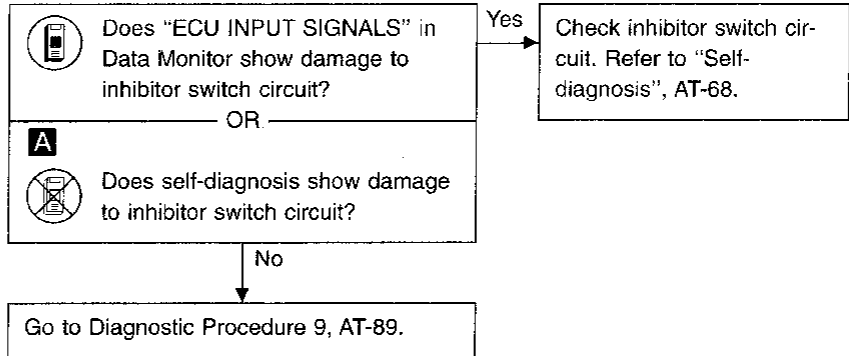 Does “ECU INPUT SIGNALS” in
Data Monitor show damage to
inhibitor switch circuit?
Yes
Check inhibitor switch cir-
cuit. Refer to “Self-
diagnosis”, AT-68.
OR
A
Does self-diagnosis show damage
to inhibitor switch circuit?
No
Go to Diagnostic Procedure 9, AT-89.